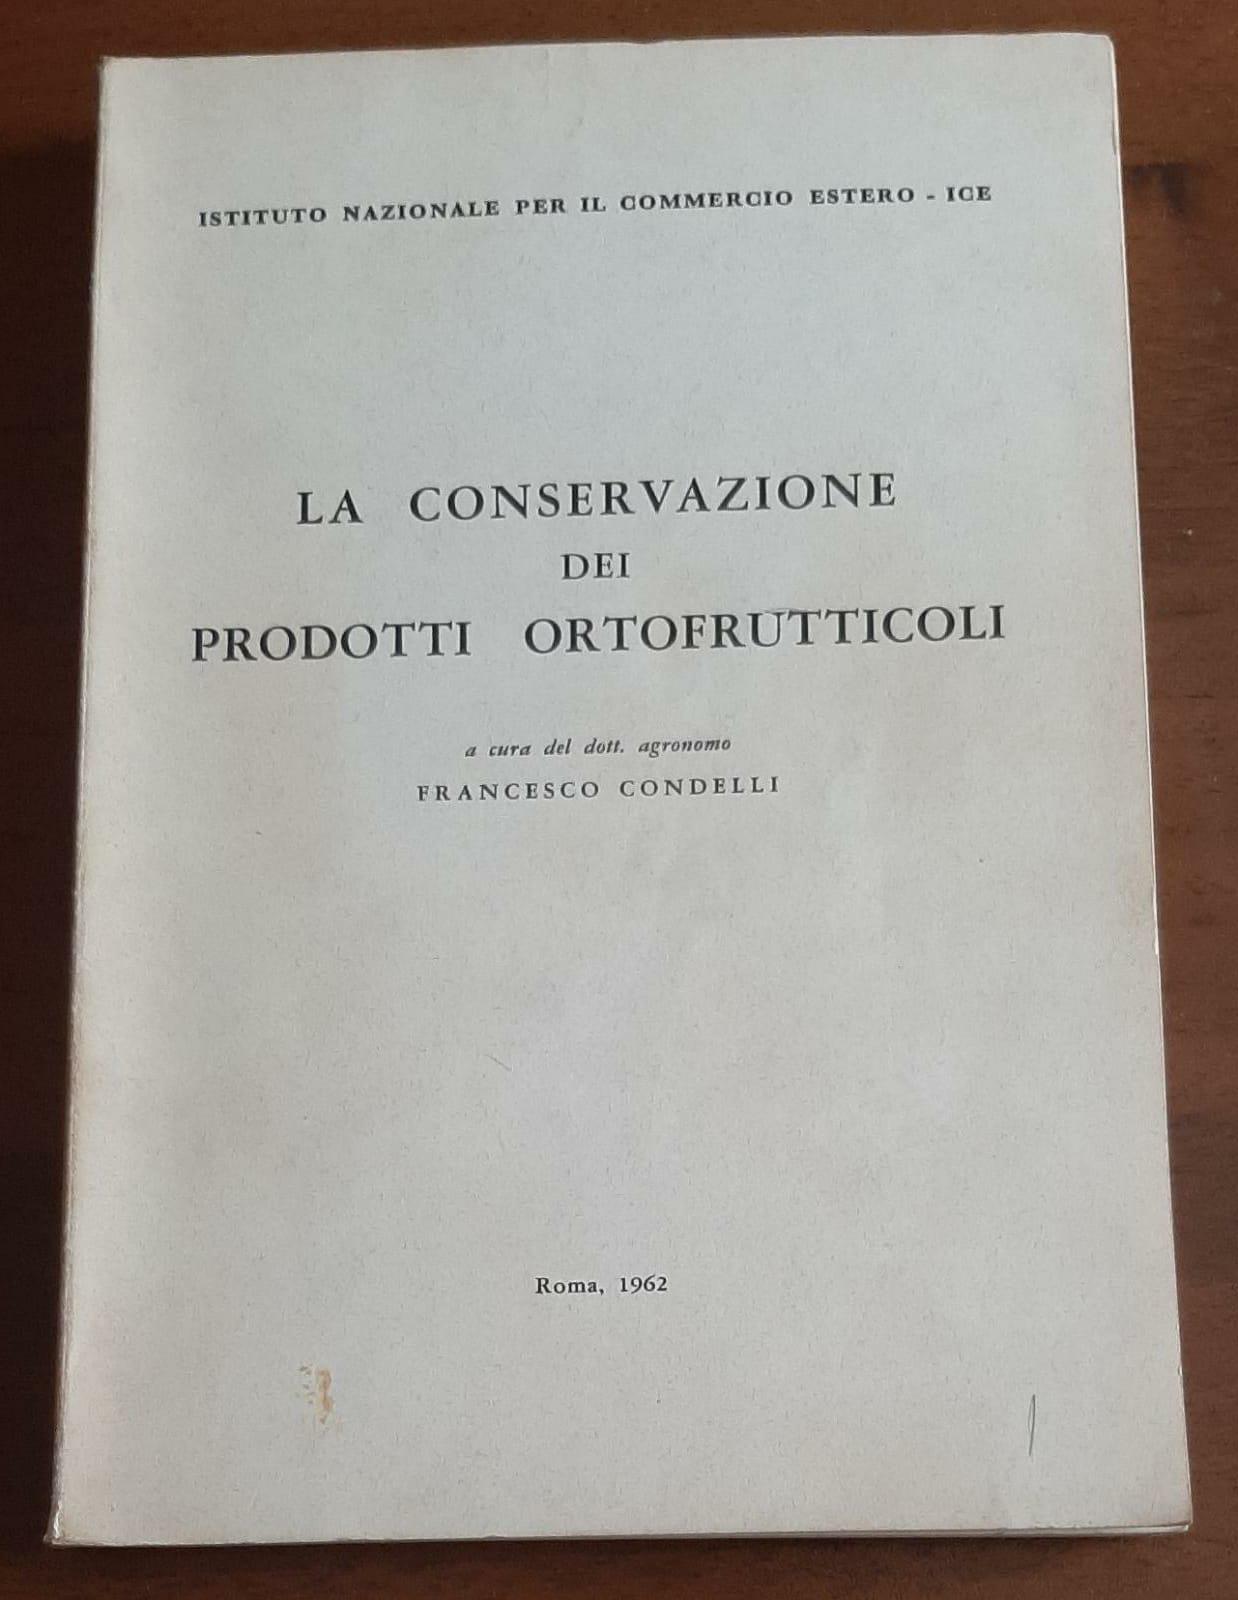 ISTITUTO NAZIONALE PER IL COMMERCIO ESTERO - ICE
LA CONSERVAZIONE
DEI
PRODOTTI ORTOFRUTTICOLI
a cura del dott. agronomo
FRANCESCO CONDELLI
Roma, 1962